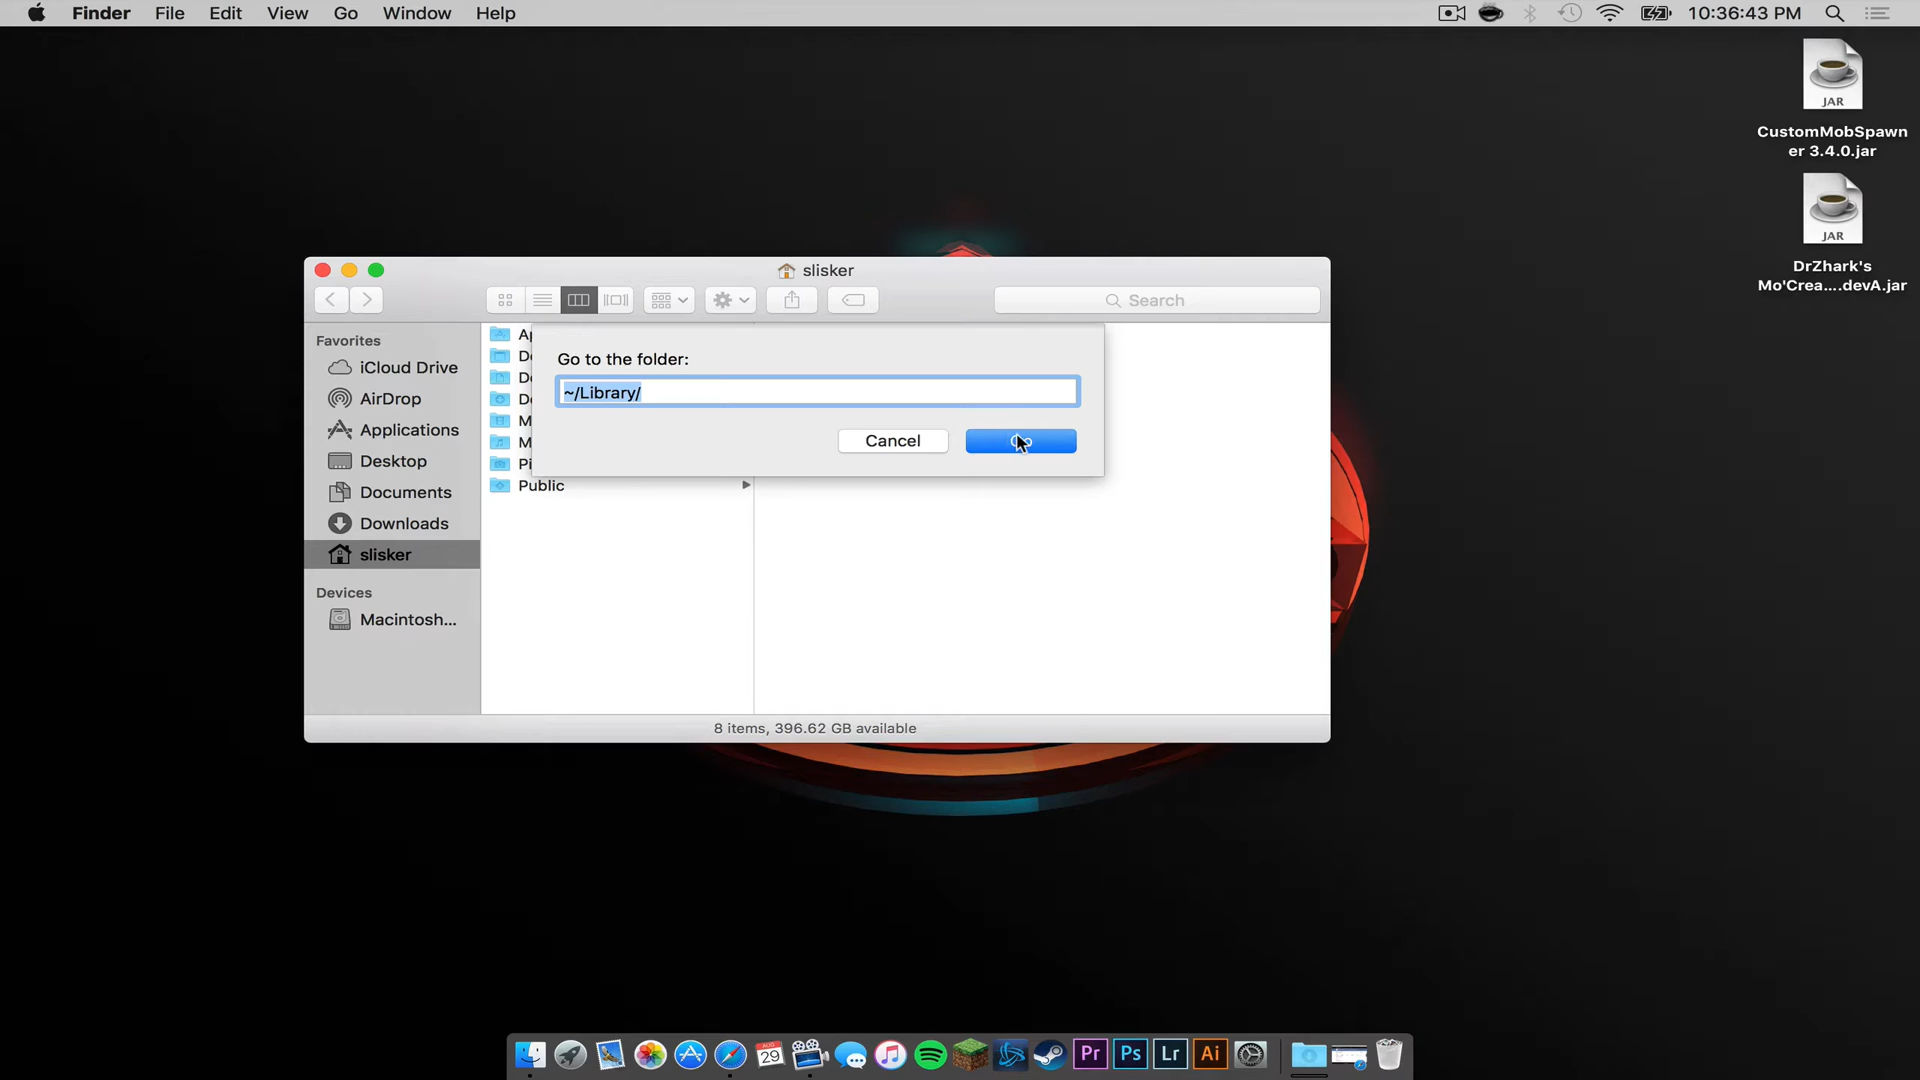 Finder File Edit View Go Window Help 10:36:43 PM
JAR
CustomMobSpawn
er 3.4.0.jar
JAR
DrZhark's
Mo'Crea....devA.jar
slisker
Search
Favorites
iCloud Drive
AirDrop
Applications
Desktop
Documents
Downloads
slisker
Devices
Macintosh...
Go to the folder:
~/Library/
Cancel
Public
8 items, 396.62 GB available
AUG
29
Pr
Ps
Lr
Ai